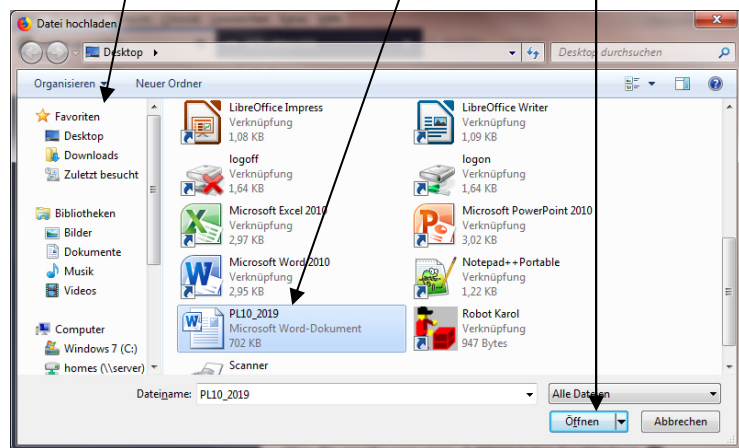 Datei hochladen
Desktop
Desktop durchsuchen
Organisieren
Neuer Ordner
Favoriten
Desktop
Downloads
Zuletzt besucht
Bibliotheken
Bilder
Dokumente
Musik
Videos
Computer
Windows 7 (C:)
homes (\\server)
LibreOffice Impress
Verknüpfung
1,08 KB
LibreOffice Writer
Verknüpfung
1,09 KB
logoff
Verknüpfung
1,64 KB
logon
Verknüpfung
1,64 KB
Microsoft Excel 2010
Verknüpfung
2,97 KB
Microsoft PowerPoint 2010
Verknüpfung
3,02 KB
Microsoft Word 2010
Verknüpfung
2,95 KB
Notepad++Portable
Verknüpfung
1,22 KB
PL10_2019
Microsoft Word-Dokument
702 KB
Robot Karol
Verknüpfung
947 Bytes
Scanner
Dateiname: PL10_2019
Alle Dateien
Öffnen
Abbrechen